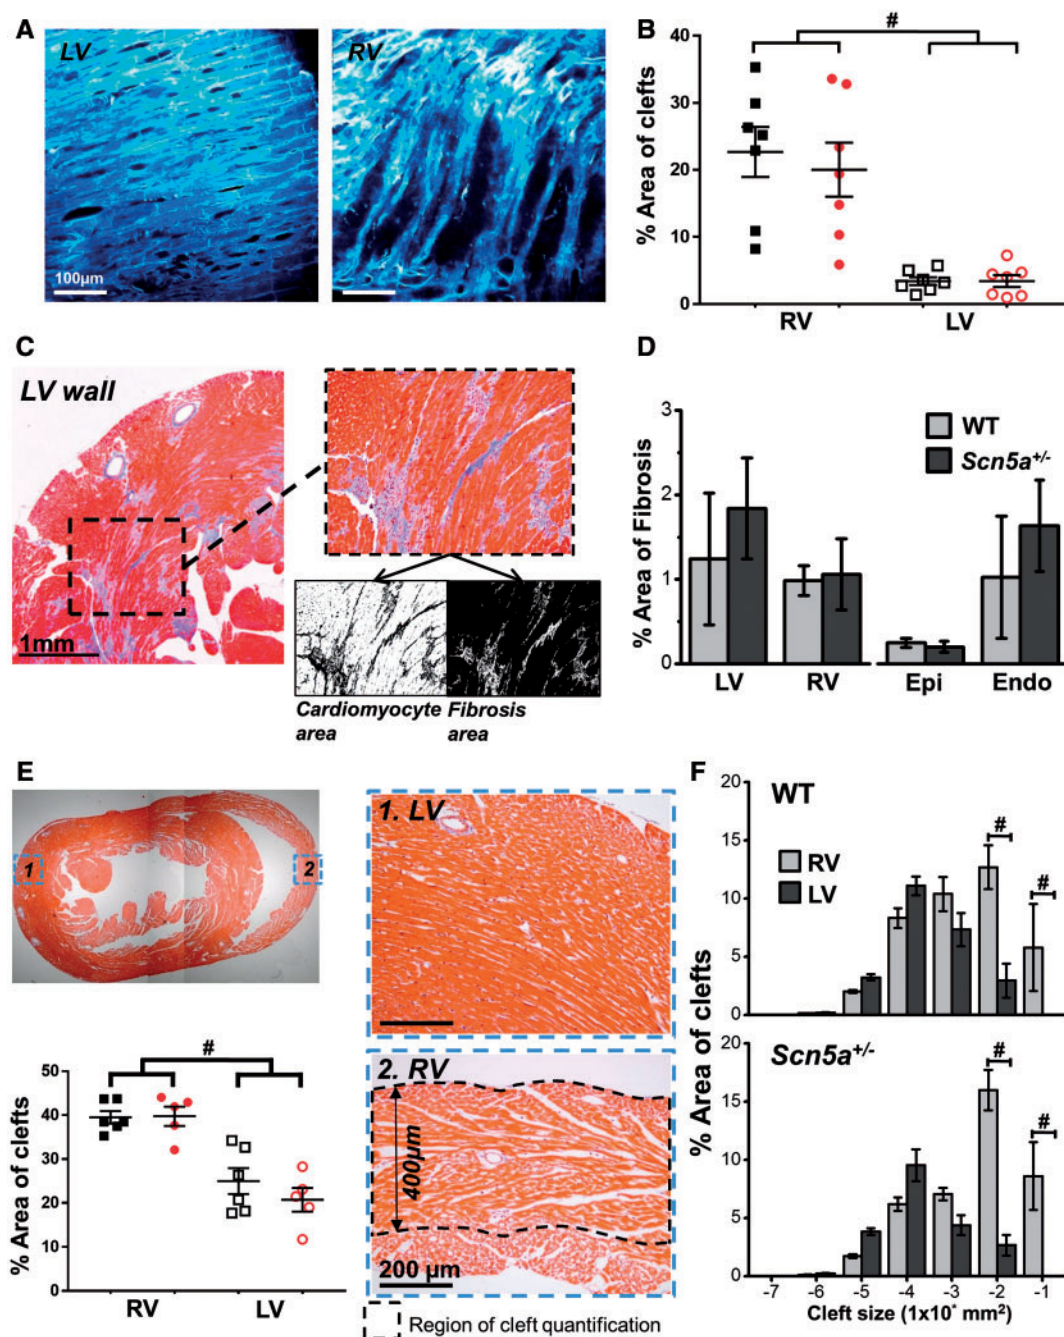 A
LV
100µm
RV
B
#
% Area of clefts
40
30
20
10
0
RV
LV
C
LV wall
1mm
Cardiomyocyte area
Fibrosis area
D
% Area of Fibrosis
3
2
1
0
WT
Scn5a+/-
LV
RV
Epi
Endo
E
1
2
#
% Area of clefts
50
40
30
20
10
0
RV
LV
1. LV
2. RV
400µm
200 µm
Region of cleft quantification
F
WT
RV
LV
#
#
20
15
10
5
0
% Area of clefts
Scn5a+/-
#
#
20
15
10
5
0
-7 -6 -5 -4 -3 -2 -1
Cleft size (1x10* mm²)